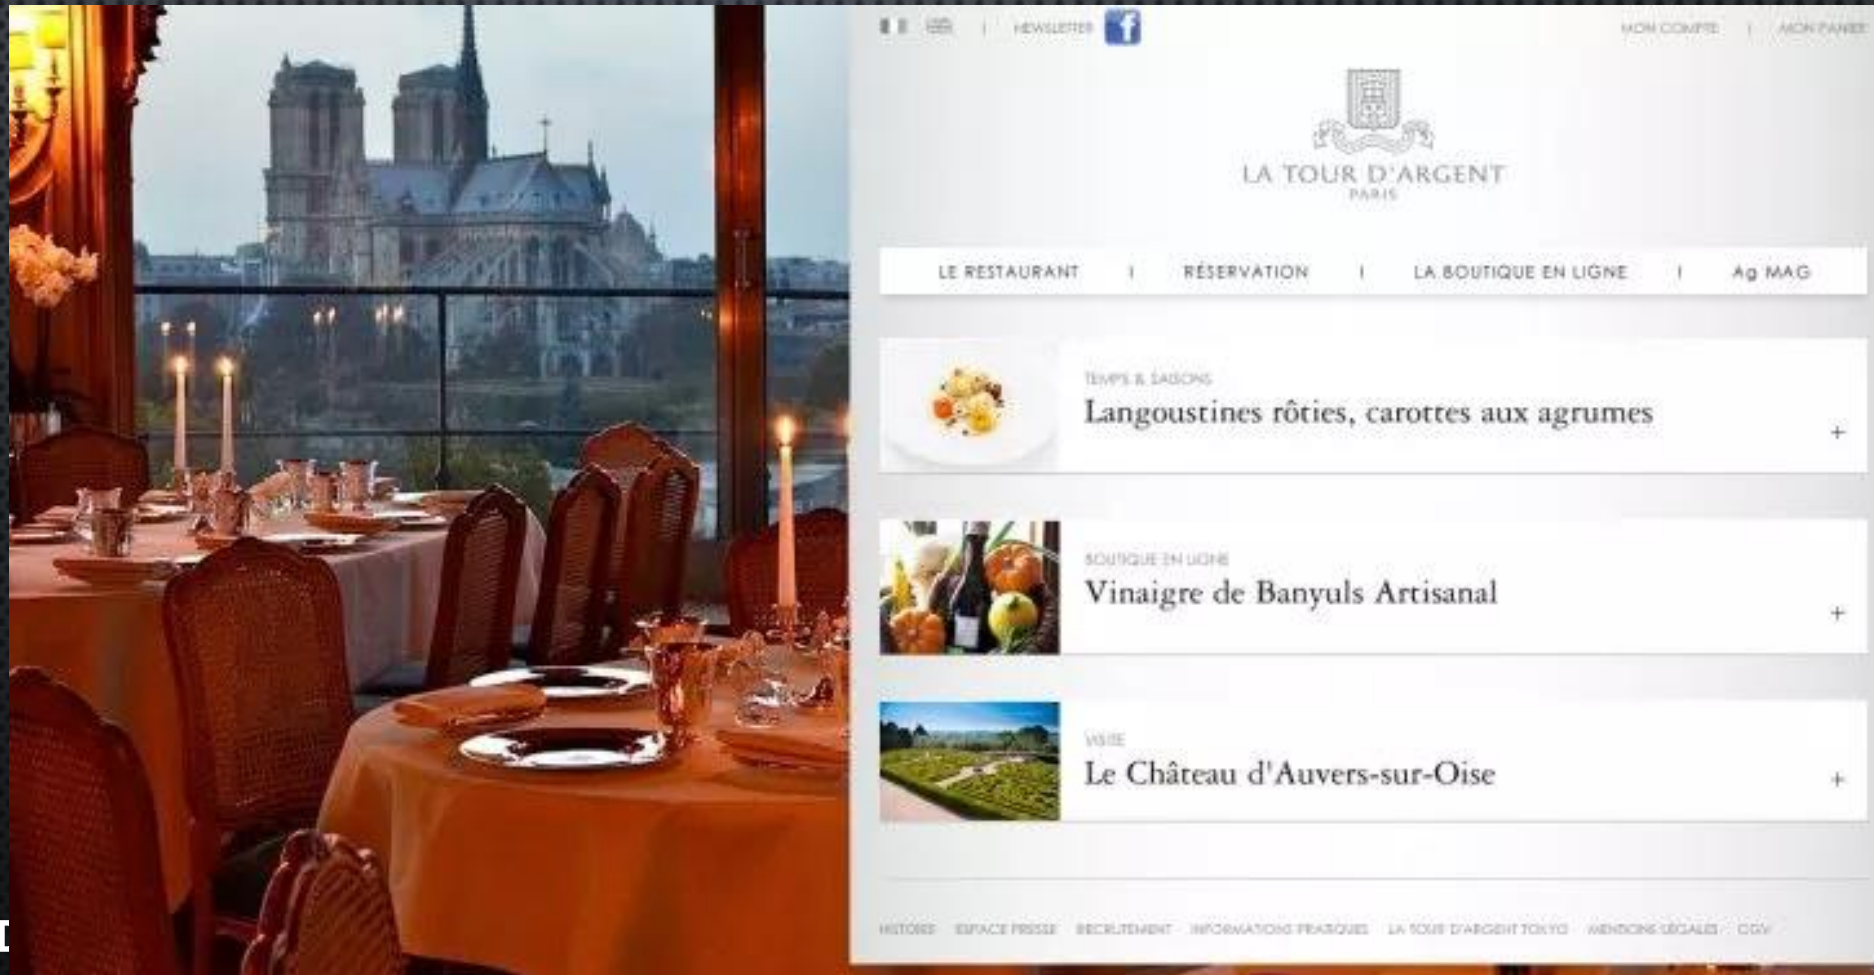 NEWSLETTER f
MON COMPTE | MON PANIER
LA TOUR D'ARGENT
PARIS
LE RESTAURANT | RÉSERVATION | LA BOUTIQUE EN LIGNE | Ag MAG
TEMPS & SAISONS
Langoustines rôties, carottes aux agrumes
+
BOUTIQUE EN LIGNE
Vinaigre de Banyuls Artisanal
+
VISITE
Le Château d'Auvers-sur-Oise
+
HISTOIRE ESPACE PRESSE RECRUTEMENT INFORMATIONS PRATIQUES LA TOUR D'ARGENT TOKYO MENTIONS LÉGALES CGV